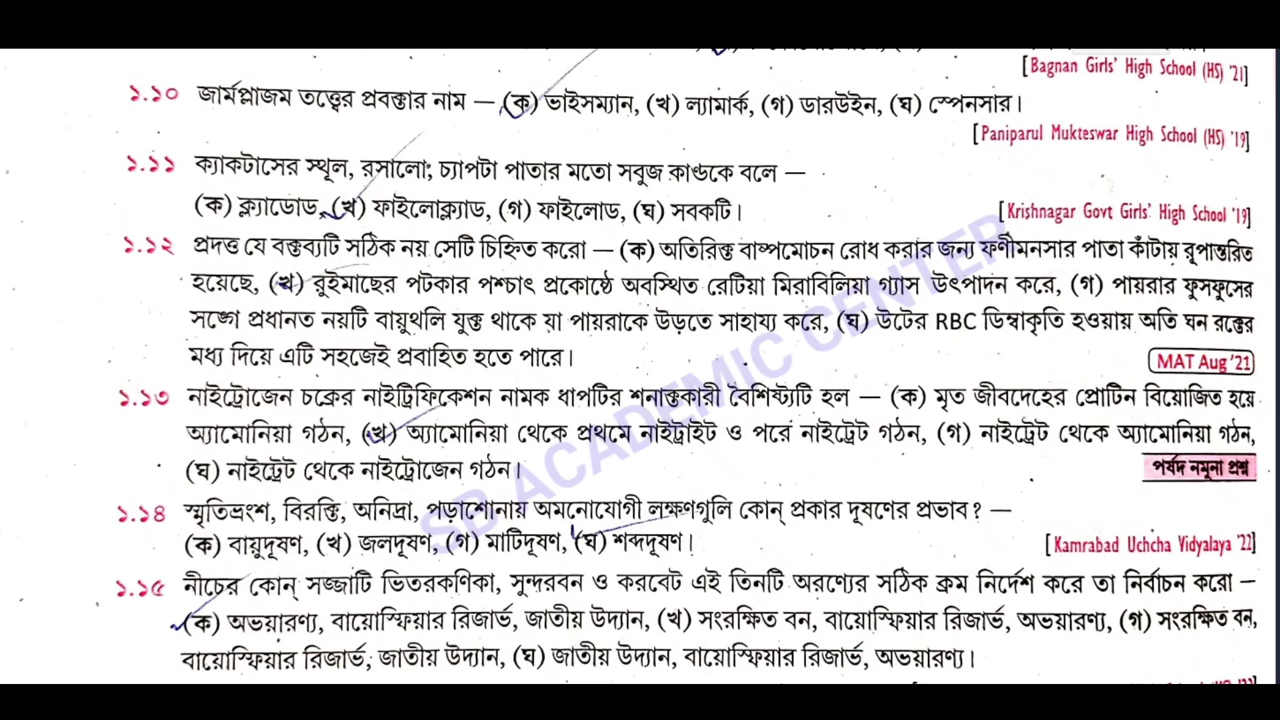 [Bagnan Girls' High School (HS) '21]
১.১০ জার্মপ্লাজম তত্ত্বের প্রবক্তার নাম — (ক) ভাইসম্যান, (খ) ল্যামার্ক, (গ) ডারউইন, (ঘ) স্পেনসার।
[Paniparul Mukteswar High School (HS) '19]
১.১১ ক্যাকটাসের স্থূল, রসালো; চ্যাপটা পাতার মতো সবুজ কাণ্ডকে বলে —
(ক) ক্ল্যাডোড, (খ) ফাইলোক্ল্যাড, (গ) ফাইলোড, (ঘ) সবকটি।
[Krishnagar Govt Girls' High School '19]
১.১২ প্রদত্ত যে বক্তব্যটি সঠিক নয় সেটি চিহ্নিত করো — (ক) অতিরিক্ত বাষ্পমোচন রোধ করার জন্য ফণীমনসার পাতা কাঁটায় রূপান্তরিত
হয়েছে, (খ) রুইমাছের পটকার পশ্চাৎ প্রকোষ্ঠে অবস্থিত রেটিয়া মিরাবিলিয়া গ্যাস উৎপাদন করে, (গ) পায়রার ফুসফুসের
সঙ্গে প্রধানত নয়টি বায়ুথলি যুক্ত থাকে য়া পায়রাকে উড়তে সাহায্য করে, (ঘ) উটের RBC ডিম্বাকৃতি হওয়ায় অতি ঘন রক্তের
মধ্য দিয়ে এটি সহজেই প্রবাহিত হতে পারে।
MAT Aug '21
১.১৩ নাইট্রোজেন চক্রের নাইট্রিফিকেশন নামক ধাপটির শনাক্তকারী বৈশিষ্ট্যটি হল — (ক) মৃত জীবদেহের প্রোটিন বিয়োজিত হয়ে
অ্যামোনিয়া গঠন, (খ) অ্যামোনিয়া থেকে প্রথমে নাইট্রাইট ও পরে নাইট্রেট গঠন, (গ) নাইট্রেট থেকে অ্যামোনিয়া গঠন,
(ঘ) নাইট্রেট থেকে নাইট্রোজেন গঠন।
পর্ষদ নমুনা প্রশ্ন
১.১৪ স্মৃতিভ্রংশ, বিরক্তি, অনিদ্রা, পড়াশোনায় অমনোযোগী লক্ষণগুলি কোন্ প্রকার দূষণের প্রভাব? —
(ক) বায়ুদূষণ, (খ) জলদূষণ, (গ) মাটিদূষণ, (ঘ) শব্দদূষণ।
[Kamrabad Uchcha Vidyalaya '22]
১.১৫ নীচের কোন্ সজ্জাটি ভিতরকণিকা, সুন্দরবন ও করবেট এই তিনটি অরণ্যের সঠিক ক্রম নির্দেশ করে তা নির্বাচন করো —
(ক) অভয়ারণ্য, বায়োস্ফিয়ার রিজার্ভ, জাতীয় উদ্যান, (খ) সংরক্ষিত বন, বায়োস্ফিয়ার রিজার্ভ, অভয়ারণ্য, (গ) সংরক্ষিত বন,
বায়োস্ফিয়ার রিজার্ভ, জাতীয় উদ্যান, (ঘ) জাতীয় উদ্যান, বায়োস্ফিয়ার রিজার্ভ, অভয়ারণ্য।
SB ACADEMIC CENTER